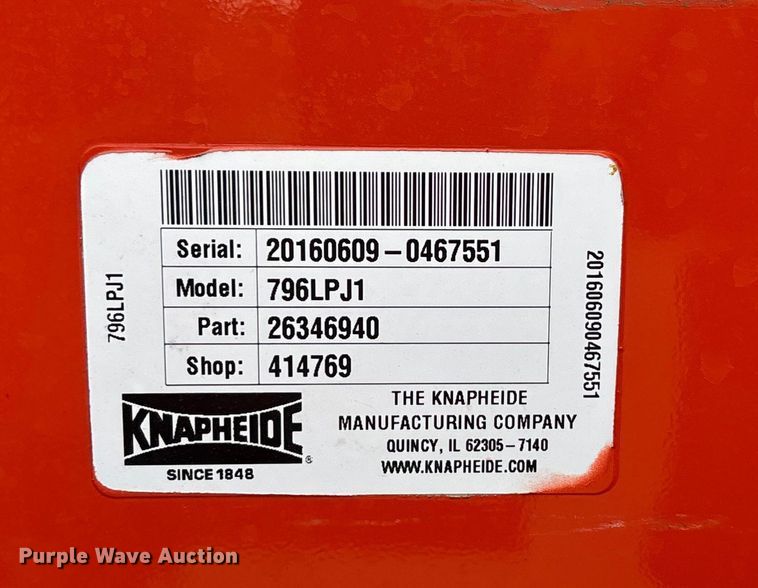 Serial: 20160609-0467551
Model: 796LPJ1
Part: 26346940
Shop: 414769
796LPJ1
201606090467551
KNAPHEIDE®
SINCE 1848
THE KNAPHEIDE
MANUFACTURING COMPANY
QUINCY, IL 62305-7140
WWW.KNAPHEIDE.COM
Purple Wave Auction